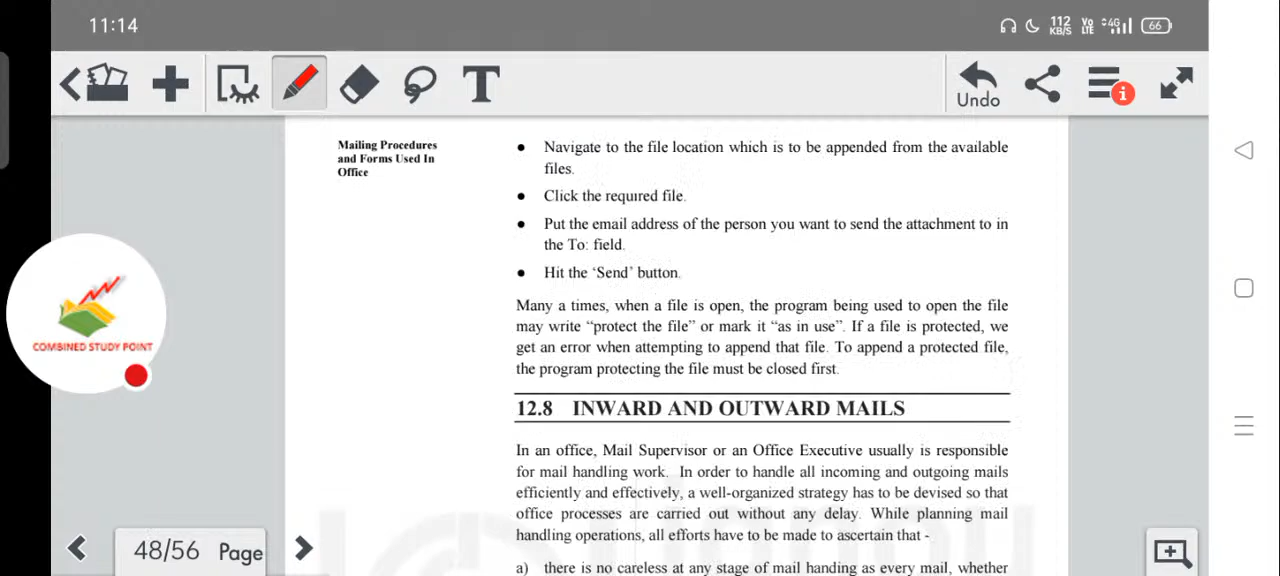 11:14
112 KB/S
Vo LTE
4G
66
Undo
Mailing Procedures
and Forms Used In
Office
• Navigate to the file location which is to be appended from the available
files.
• Click the required file.
• Put the email address of the person you want to send the attachment to in
the To: field.
• Hit the ‘Send’ button.
Many a times, when a file is open, the program being used to open the file
may write “protect the file” or mark it “as in use”. If a file is protected, we
get an error when attempting to append that file. To append a protected file,
the program protecting the file must be closed first.
COMBINED STUDY POINT
12.8 INWARD AND OUTWARD MAILS
In an office, Mail Supervisor or an Office Executive usually is responsible
for mail handling work. In order to handle all incoming and outgoing mails
efficiently and effectively, a well-organized strategy has to be devised so that
office processes are carried out without any delay. While planning mail
handling operations, all efforts have to be made to ascertain that -
a) there is no careless at any stage of mail handing as every mail, whether
48/56 Page